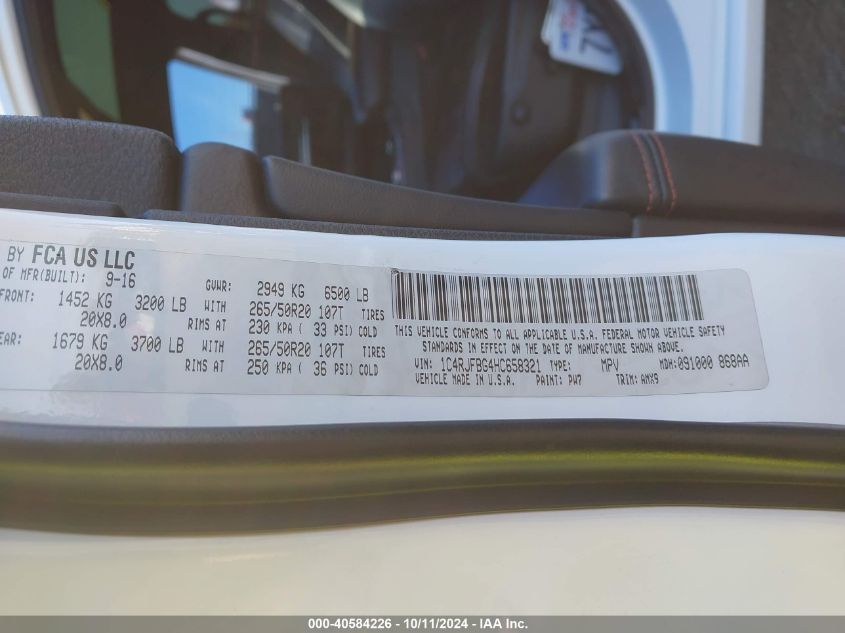 BY FCA US LLC
OF MFR(BUILT): 9-16 GVWR: 2949 KG 6500 LB
FRONT: 1452 KG 3200 LB WITH 265/50R20 107T TIRES
20X8.0 RIMS AT 230 KPA ( 33 PSI) COLD
EAR: 1679 KG 3700 LB WITH 265/50R20 107T TIRES
20X8.0 RIMS AT 250 KPA ( 36 PSI) COLD
THIS VEHICLE CONFORMS TO ALL APPLICABLE U.S.A. FEDERAL MOTOR VEHICLE SAFETY
STANDARDS IN EFFECT ON THE DATE OF MANUFACTURE SHOWN ABOVE.
VIN: 1C4RJFBG4HC658321 TYPE: MPV MDH: 091000 868AA
VEHICLE MADE IN U.S.A. PAINT: PW7 TRIM: AMX9
000-40584226 - 10/11/2024 - IAA Inc.